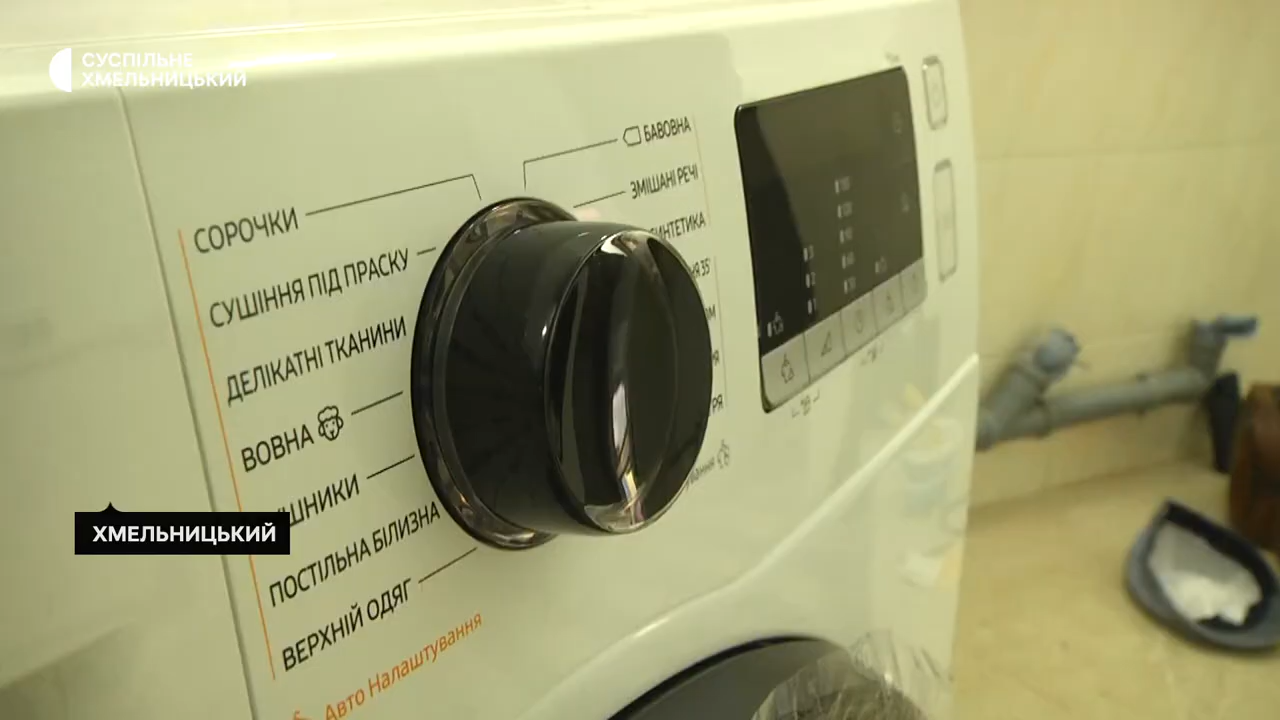 СУСПІЛЬНЕ
ХМЕЛЬНИЦЬКИЙ
СОРОЧКИ
СУШІННЯ ПІД ПРАСКУ
ДЕЛІКАТНІ ТКАНИНИ
ВОВНА
ПОСТІЛЬНА БІЛИЗНА
ВЕРХНІЙ ОДЯГ
Авто Налаштування
БАВОВНА
ЗМІШАНІ РЕЧІ
ХМЕЛЬНИЦЬКИЙ